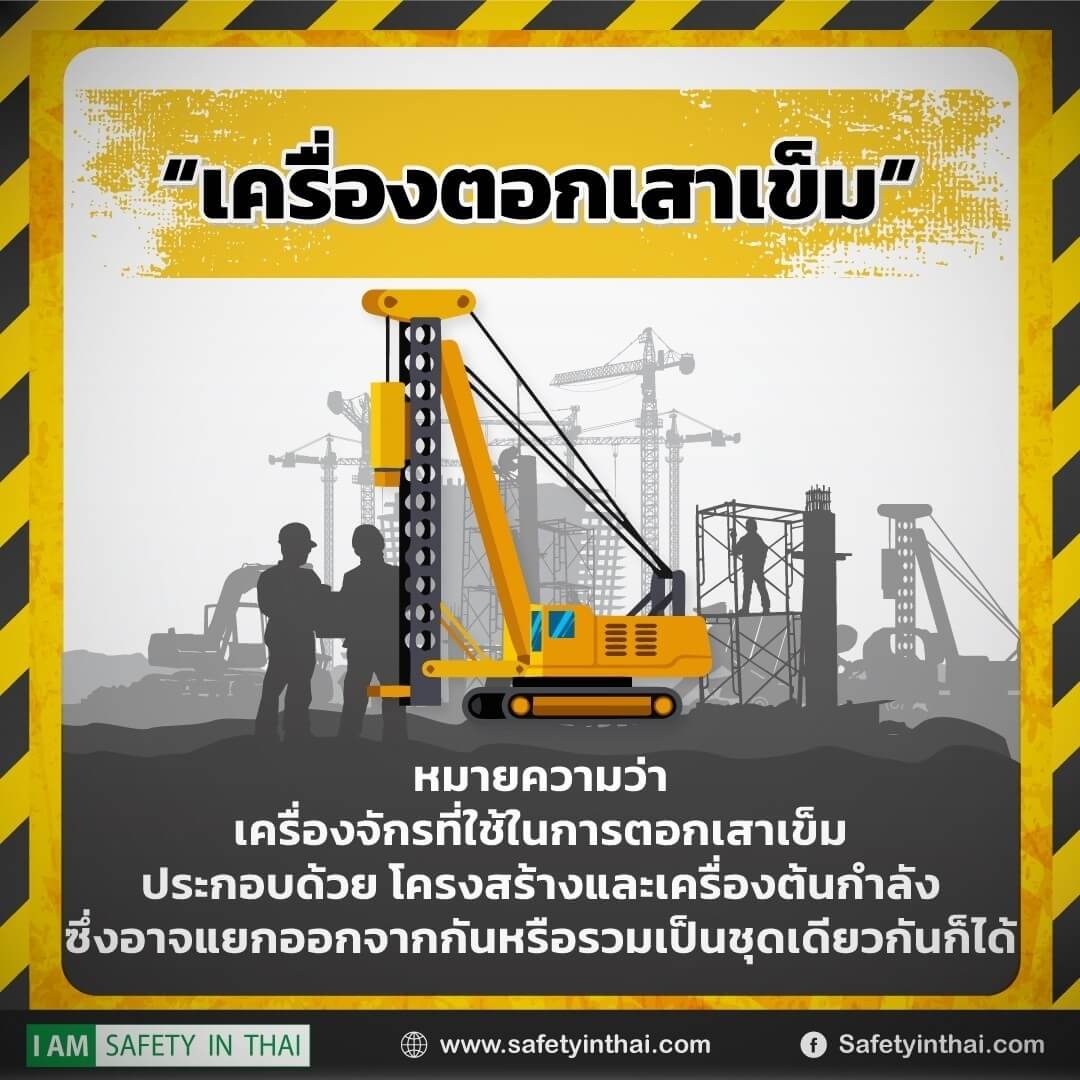 “เครื่องตอกเสาเข็ม”
หมายความว่า
เครื่องจักรที่ใช้ในการตอกเสาเข็ม
ประกอบด้วย โครงสร้างและเครื่องต้นกำลัง
ซึ่งอาจแยกออกจากกันหรือรวมเป็นชุดเดียวกันก็ได้
I AM SAFETY IN THAI www.safetyinthai.com Safetyinthai.com